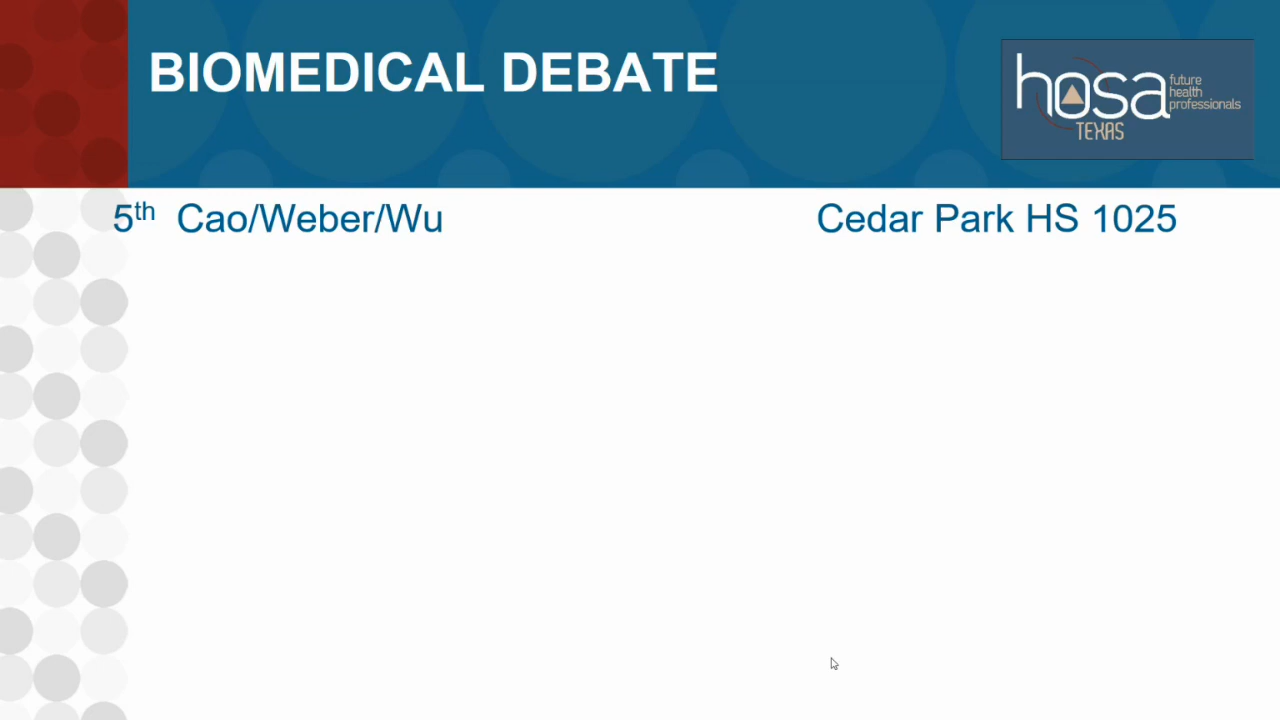 BIOMEDICAL DEBATE
hosa future health professionals
TEXAS
5th Cao/Weber/Wu Cedar Park HS 1025